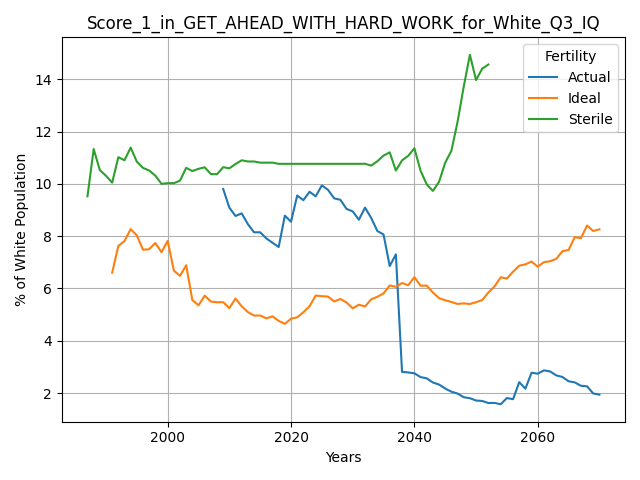 Score_1_in_GET_AHEAD_WITH_HARD_WORK_for_White_Q3_IQ
Fertility
Actual
Ideal
Sterile
% of White Population
14
12
10
8
6
4
2
2000
2020
2040
2060
Years